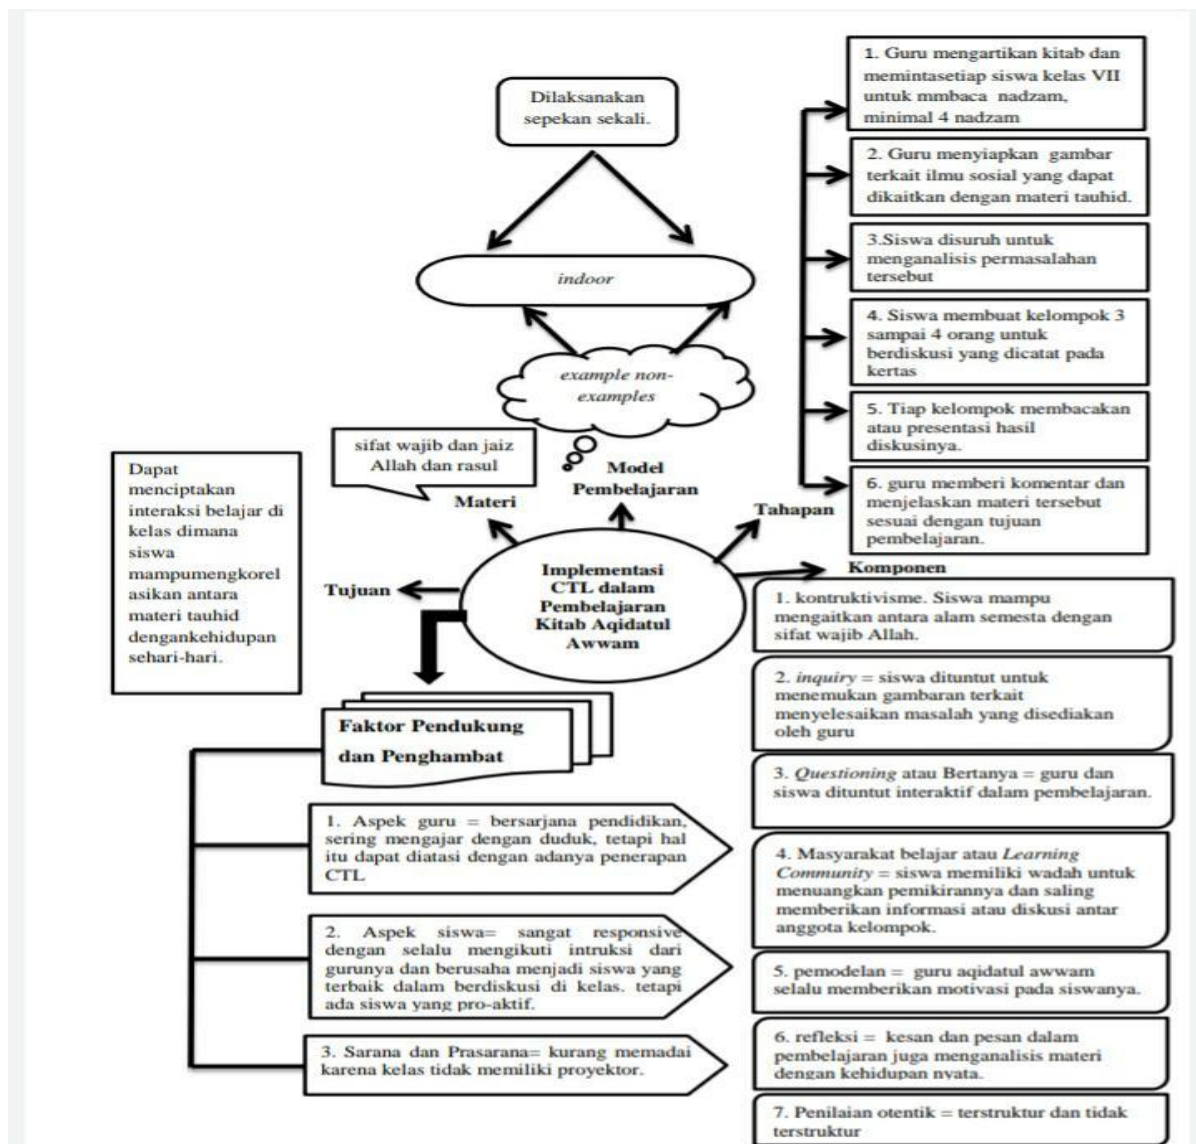 Dilaksanakan
sepekan sekali.
indoor
example non-
examples
sifat wajib dan jaiz
Allah dan rasul
Materi
Model
Pembelajaran
Tahapan
1. Guru mengartikan kitab dan
memintasetiap siswa kelas VII
untuk mmbaca nadzam,
minimal 4 nadzam
2. Guru menyiapkan gambar
terkait ilmu sosial yang dapat
dikaitkan dengan materi tauhid.
3.Siswa disuruh untuk
menganalisis permasalahan
tersebut
4. Siswa membuat kelompok 3
sampai 4 orang untuk
berdiskusi yang dicatat pada
kertas
5. Tiap kelompok membacakan
atau presentasi hasil
diskusinya.
6. guru memberi komentar dan
menjelaskan materi tersebut
sesuai dengan tujuan
pembelajaran.
Dapat
menciptakan
interaksi belajar di
kelas dimana
siswa
mampumengkorel
asikan antara
materi tauhid
dengankehidupan
sehari-hari.
Tujuan
Implementasi
CTL dalam
Pembelajaran
Kitab Aqidatul
Awwam
Komponen
1. kontruktivisme. Siswa mampu
mengaitkan antara alam semesta dengan
sifat wajib Allah.
2. inquiry = siswa dituntut untuk
menemukan gambaran terkait
menyelesaikan masalah yang disediakan
oleh guru
3. Questioning atau Bertanya = guru dan
siswa dituntut interaktif dalam pembelajaran.
4. Masyarakat belajar atau Learning
Community = siswa memiliki wadah untuk
menuangkan pemikirannya dan saling
memberikan informasi atau diskusi antar
anggota kelompok.
5. pemodelan = guru aqidatul awwam
selalu memberikan motivasi pada siswanya.
6. refleksi = kesan dan pesan dalam
pembelajaran juga menganalisis materi
dengan kehidupan nyata.
7. Penilaian otentik = terstruktur dan tidak
terstruktur
Faktor Pendukung
dan Penghambat
1. Aspek guru = bersarjana pendidikan,
sering mengajar dengan duduk, tetapi hal
itu dapat diatasi dengan adanya penerapan
CTL
2. Aspek siswa= sangat responsive
dengan selalu mengikuti intruksi dari
gurunya dan berusaha menjadi siswa yang
terbaik dalam berdiskusi di kelas. tetapi
ada siswa yang pro-aktif.
3. Sarana dan Prasarana= kurang memadai
karena kelas tidak memiliki proyektor.